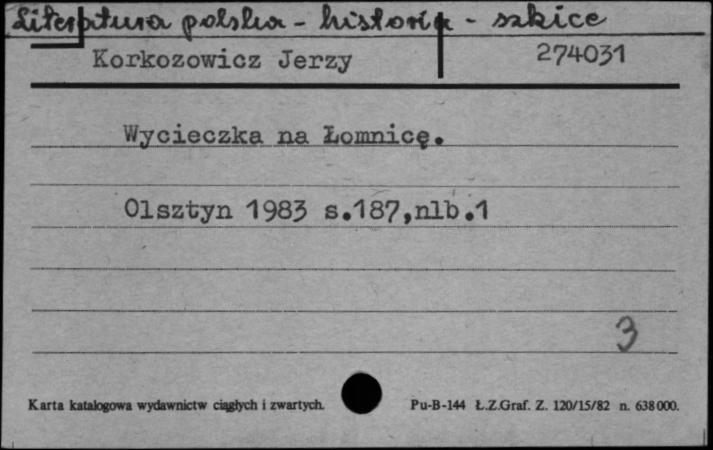 Literatura polska - historia - szkice
Korkozowicz Jerzy 274031
Wycieczka na Łomnicę.
Olsztyn 1983 s.187,nlb.1
3
Karta katalogowa wydawnictw ciągłych i zwartych. Pu-B-144 Ł.Z.Graf. Z. 120/15/82 n. 638000.